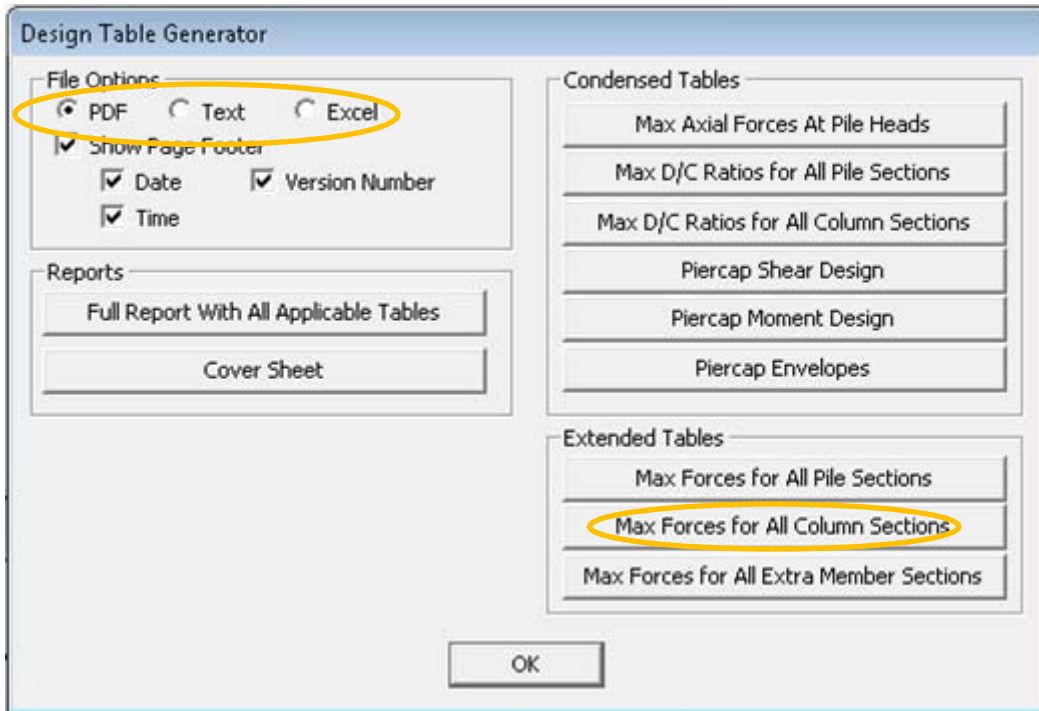 Design Table Generator
File Options
PDF Text Excel
Show Page Footer
Date Version Number
Time
Reports
Full Report With All Applicable Tables
Cover Sheet
Condensed Tables
Max Axial Forces At Pile Heads
Max D/C Ratios for All Pile Sections
Max D/C Ratios for All Column Sections
Piercap Shear Design
Piercap Moment Design
Piercap Envelopes
Extended Tables
Max Forces for All Pile Sections
Max Forces for All Column Sections
Max Forces for All Extra Member Sections
OK